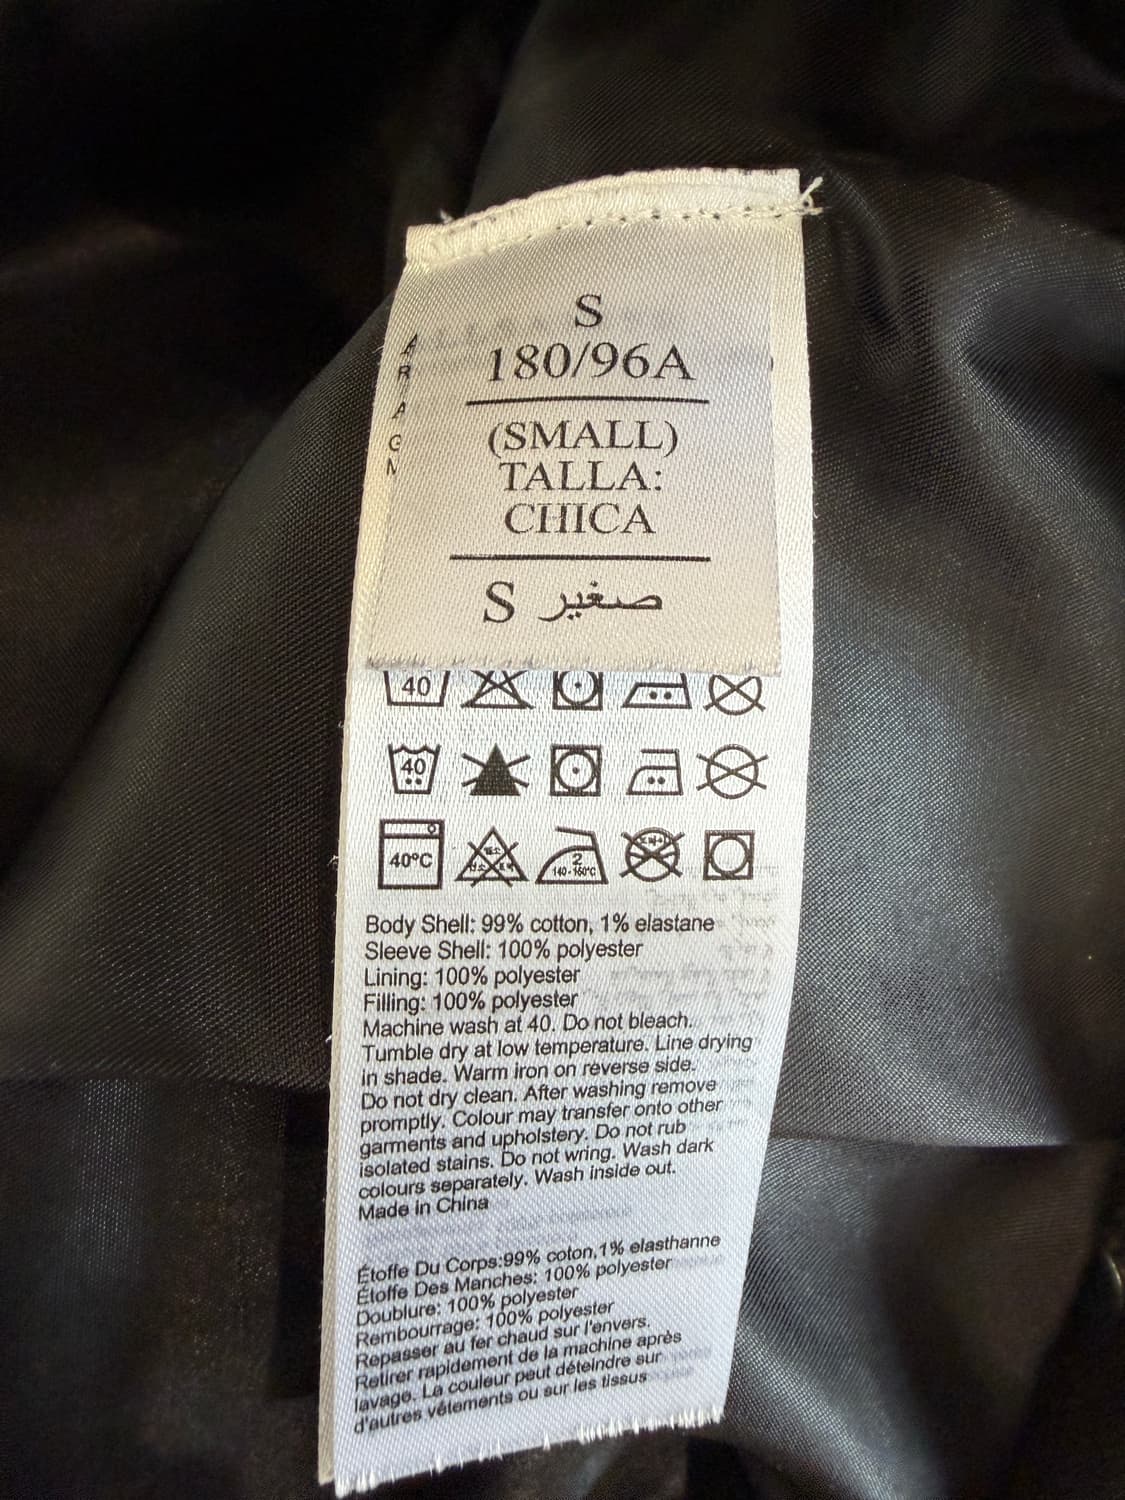 S
180/96A
(SMALL)
TALLA:
CHICA
S صغير
A
R
A
G
N
40
40
40°C
2
140-160°C
Body Shell: 99% cotton, 1% elastane
Sleeve Shell: 100% polyester
Lining: 100% polyester
Filling: 100% polyester
Machine wash at 40. Do not bleach.
Tumble dry at low temperature. Line drying
in shade. Warm iron on reverse side.
Do not dry clean. After washing remove
promptly. Colour may transfer onto other
garments and upholstery. Do not rub
isolated stains. Do not wring. Wash dark
colours separately. Wash inside out.
Made in China
Étoffe Du Corps:99% coton,1% elasthanne
Étoffe Des Manches: 100% polyester
Doublure: 100% polyester
Rembourrage: 100% polyester
Repasser au fer chaud sur l'envers.
Retirer rapidement de la machine après
lavage. La couleur peut déteindre sur
d'autres vêtements ou sur les tissus